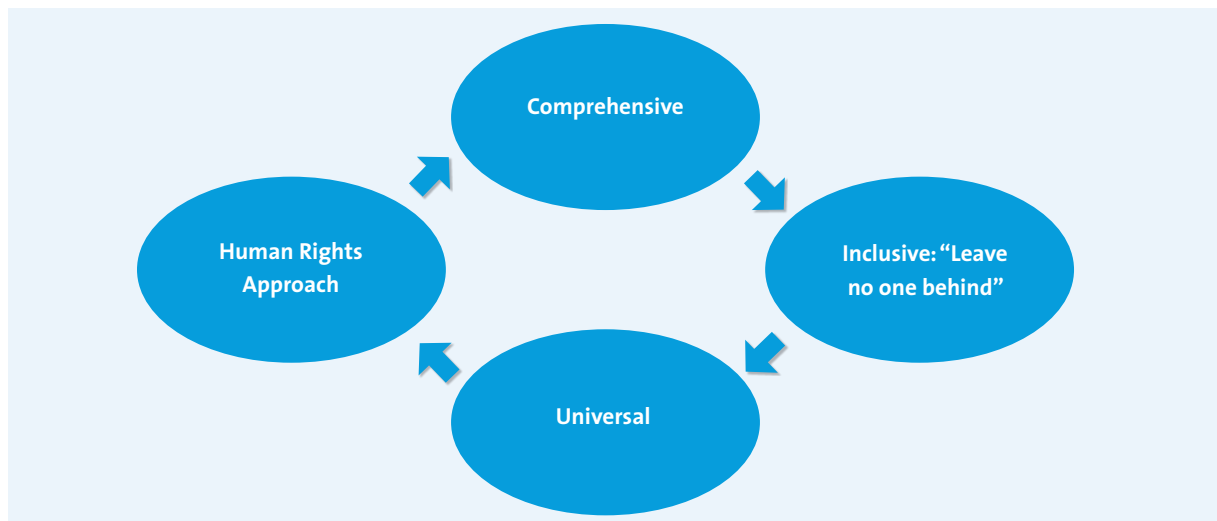 Comprehensive
Human Rights
Approach
Inclusive: “Leave
no one behind”
Universal